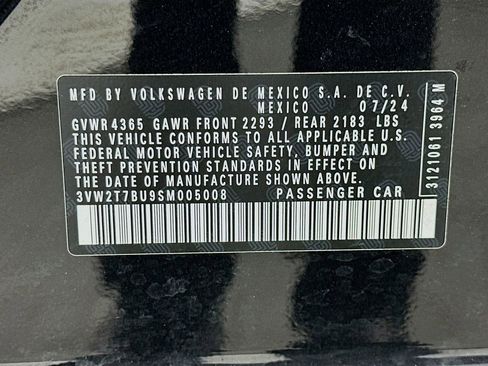 MFD BY VOLKSWAGEN DE MEXICO S.A. DE C.V.
MEXICO 07/24
GVWR 4365 GAWR FRONT 2293 / REAR 2183 LBS
THIS VEHICLE CONFORMS TO ALL APPLICABLE U.S.
FEDERAL MOTOR VEHICLE SAFETY, BUMPER, AND
THEFT PREVENTION STANDARDS IN EFFECT ON
THE DATE OF MANUFACTURE SHOWN ABOVE.
3VW2T7BU9SM005008 PASSENGER CAR
3121061 3964 M